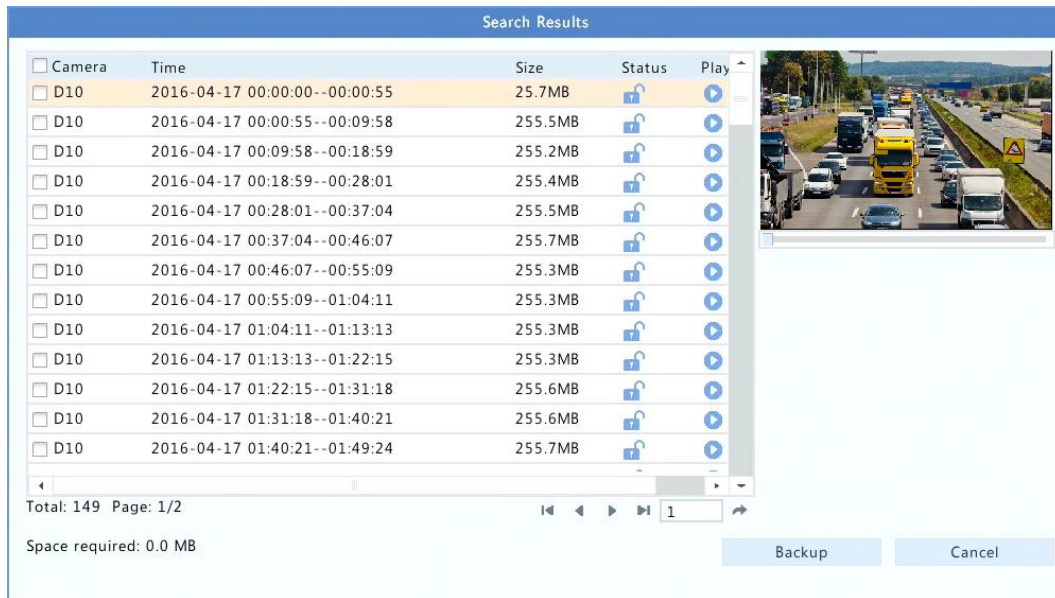 Search Results
Camera Time Size Status Play
D10 2016-04-17 00:00:00--00:00:55 25.7MB
D10 2016-04-17 00:00:55--00:09:58 255.5MB
D10 2016-04-17 00:09:58--00:18:59 255.2MB
D10 2016-04-17 00:18:59--00:28:01 255.4MB
D10 2016-04-17 00:28:01--00:37:04 255.5MB
D10 2016-04-17 00:37:04--00:46:07 255.7MB
D10 2016-04-17 00:46:07--00:55:09 255.3MB
D10 2016-04-17 00:55:09--01:04:11 255.3MB
D10 2016-04-17 01:04:11--01:13:13 255.3MB
D10 2016-04-17 01:13:13--01:22:15 255.3MB
D10 2016-04-17 01:22:15--01:31:18 255.6MB
D10 2016-04-17 01:31:18--01:40:21 255.6MB
D10 2016-04-17 01:40:21--01:49:24 255.7MB
Total: 149 Page: 1/2 1
Space required: 0.0 MB Backup Cancel